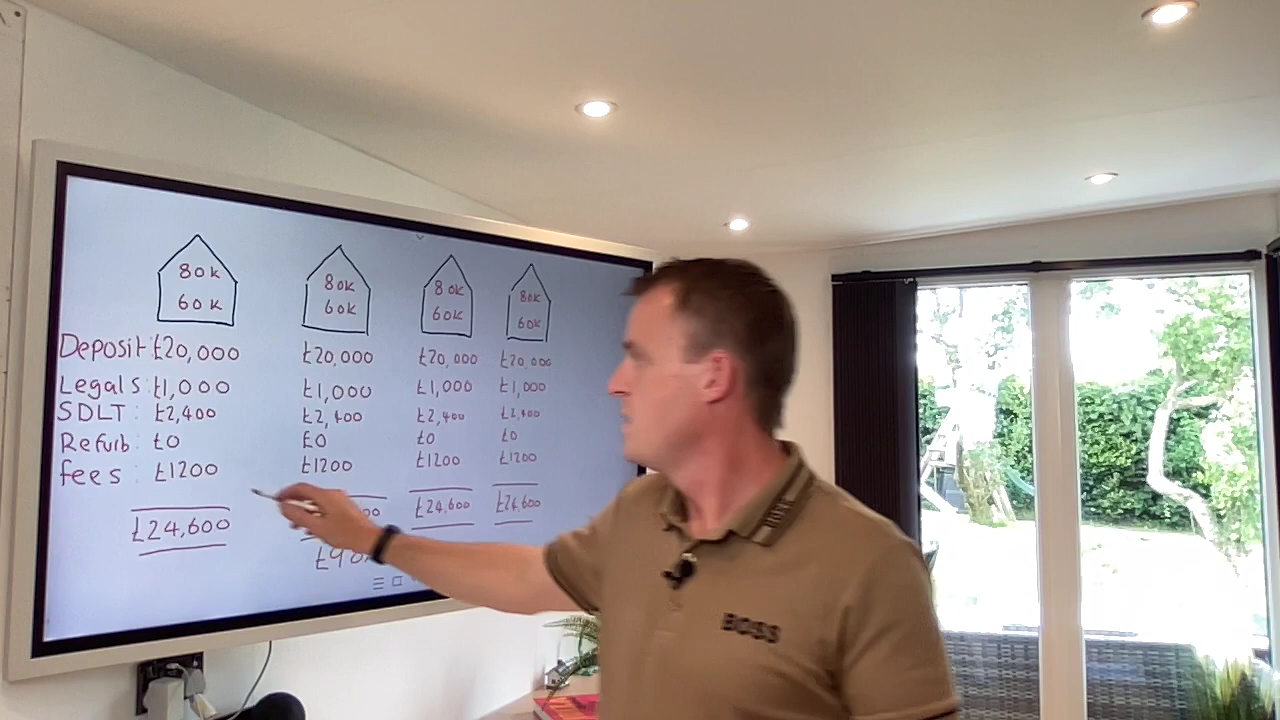 80k 80k 80k 80k
60k 60k 60k 60k
Deposit: £20,000 £20,000 £20,000 £20,000
Legals: £1,000 £1,000 £1,000 £1,000
SDLT: £2,400 £2,400 £2,400 £2,400
Refurb: £0 £0 £0 £0
fees: £1200 £1200 £1200 £1200
£24,600 £24,600 £24,600
BOSS